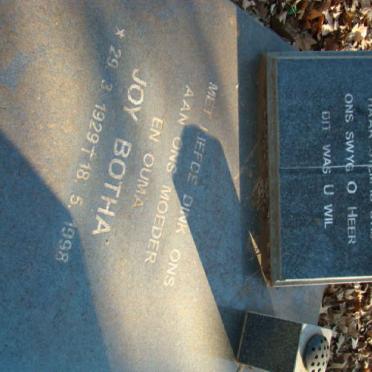 ONS SWYG O HEER
DIT WAS U WIL
MET LIEFDE DINK ONS
AAN ONS MOEDER
EN OUMA
JOY BOTHA
* 29. 3. 1929 † 18. 5. 1998